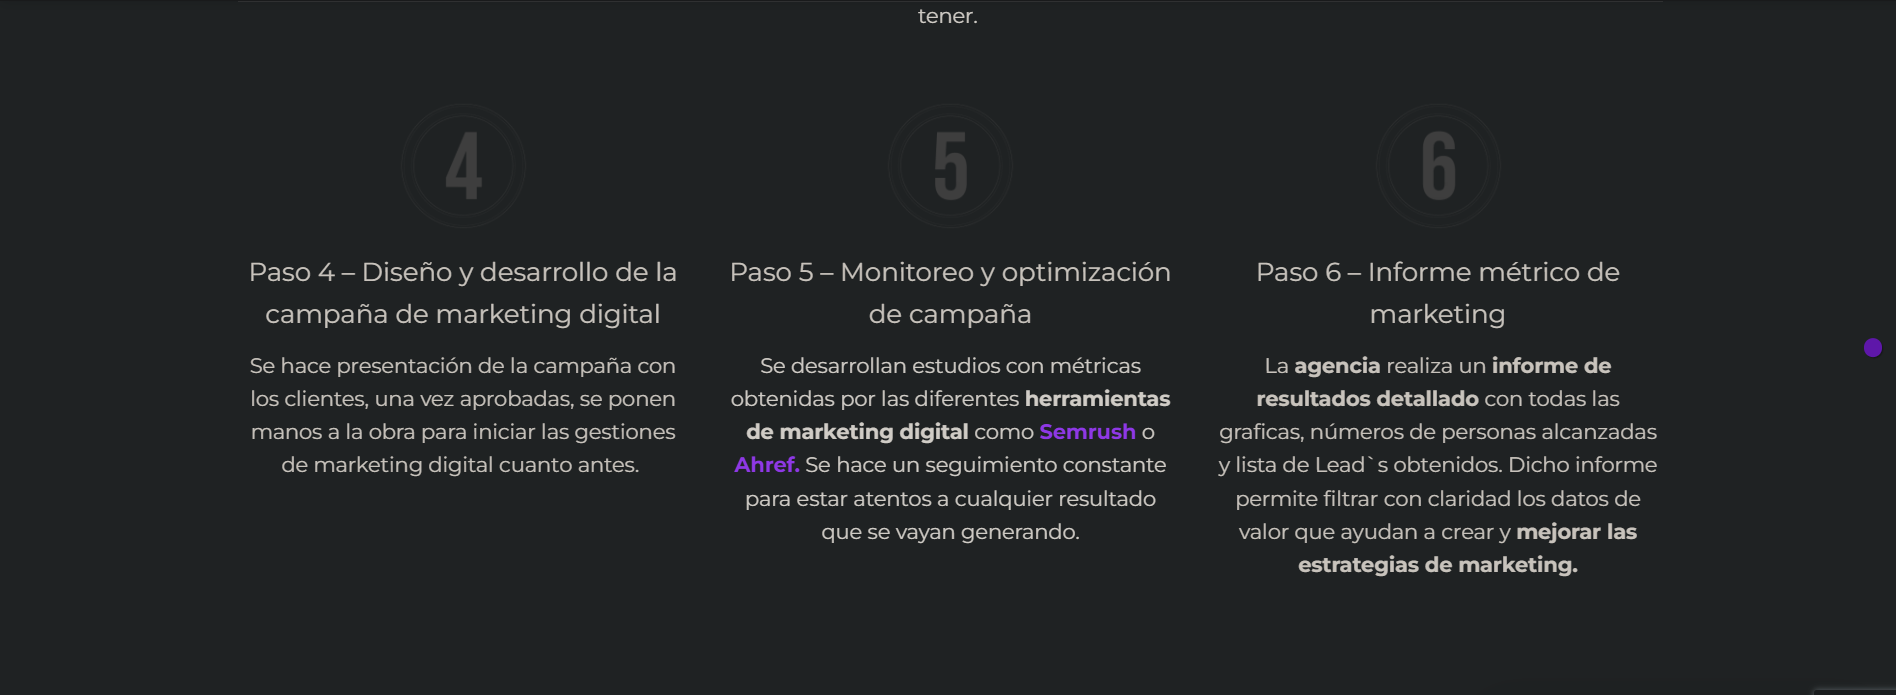 tener.
4
5
6
Paso 4 – Diseño y desarrollo de la
campaña de marketing digital
Se hace presentación de la campaña con
los clientes, una vez aprobadas, se ponen
manos a la obra para iniciar las gestiones
de marketing digital cuanto antes.
Paso 5 – Monitoreo y optimización
de campaña
Se desarrollan estudios con métricas
obtenidas por las diferentes herramientas
de marketing digital como Semrush o
Ahref. Se hace un seguimiento constante
para estar atentos a cualquier resultado
que se vayan generando.
Paso 6 – Informe métrico de
marketing
La agencia realiza un informe de
resultados detallado con todas las
graficas, números de personas alcanzadas
y lista de Lead`s obtenidos. Dicho informe
permite filtrar con claridad los datos de
valor que ayudan a crear y mejorar las
estrategias de marketing.